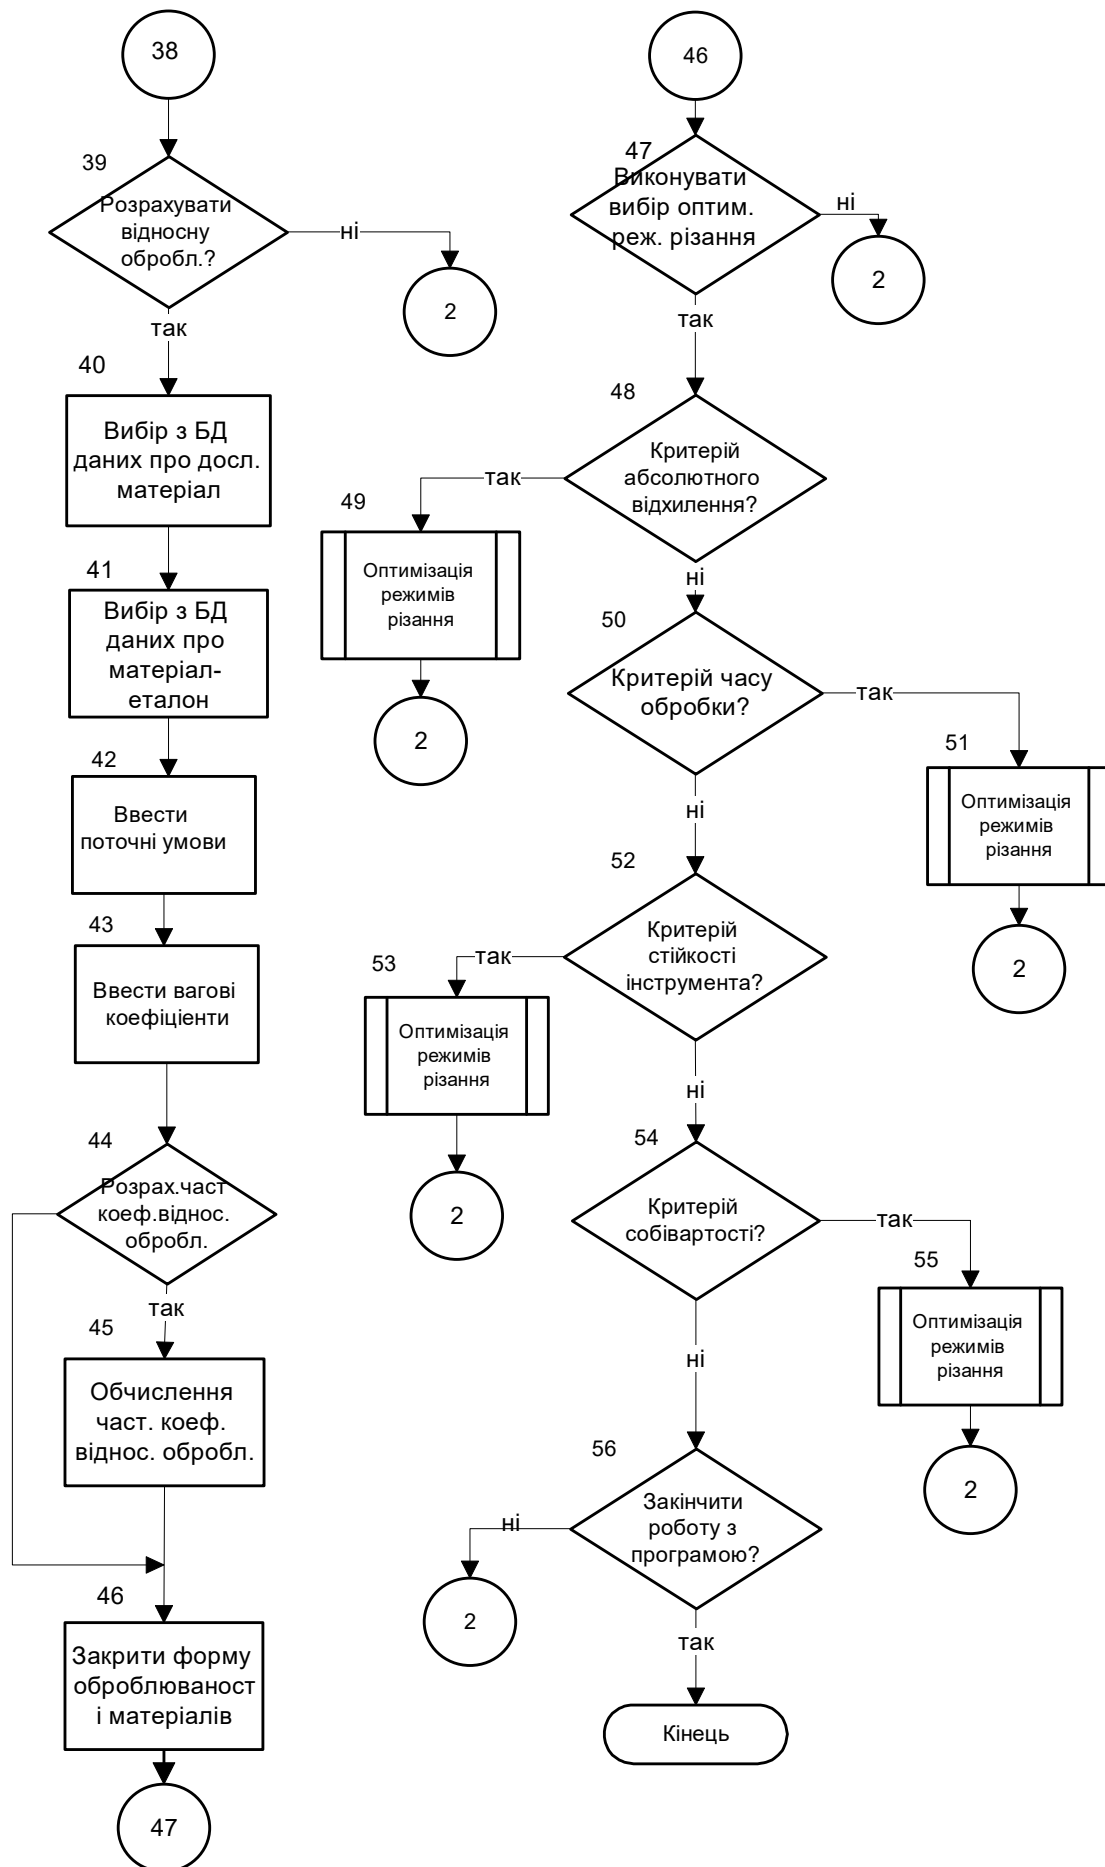 38
39
Розрахувати
відносну
обробл.?
ні
2
так
40
Вибір з БД
даних про досл.
матеріал
41
Вибір з БД
даних про
матеріал-
еталон
42
Ввести
поточні умови
43
Ввести вагові
коефіціенти
44
Розрах.част
коеф.віднос.
обробл.
так
45
Обчислення
част. коеф.
віднос. обробл.
46
Закрити форму
оброблюваност
і матеріалів
47
46
47
Виконувати
вибір оптим.
реж. різання
ні
2
так
48
Критерій
абсолютного
відхилення?
так
49
Оптимізація
режимів
різання
2
ні
50
Критерій часу
обробки?
так
51
Оптимізація
режимів
різання
2
ні
52
Критерій
стійкості
інструмента?
так
53
Оптимізація
режимів
різання
2
ні
54
Критерій
собівартості?
так
55
Оптимізація
режимів
різання
2
ні
56
Закінчити
роботу з
програмою?
ні
2
так
Кінець